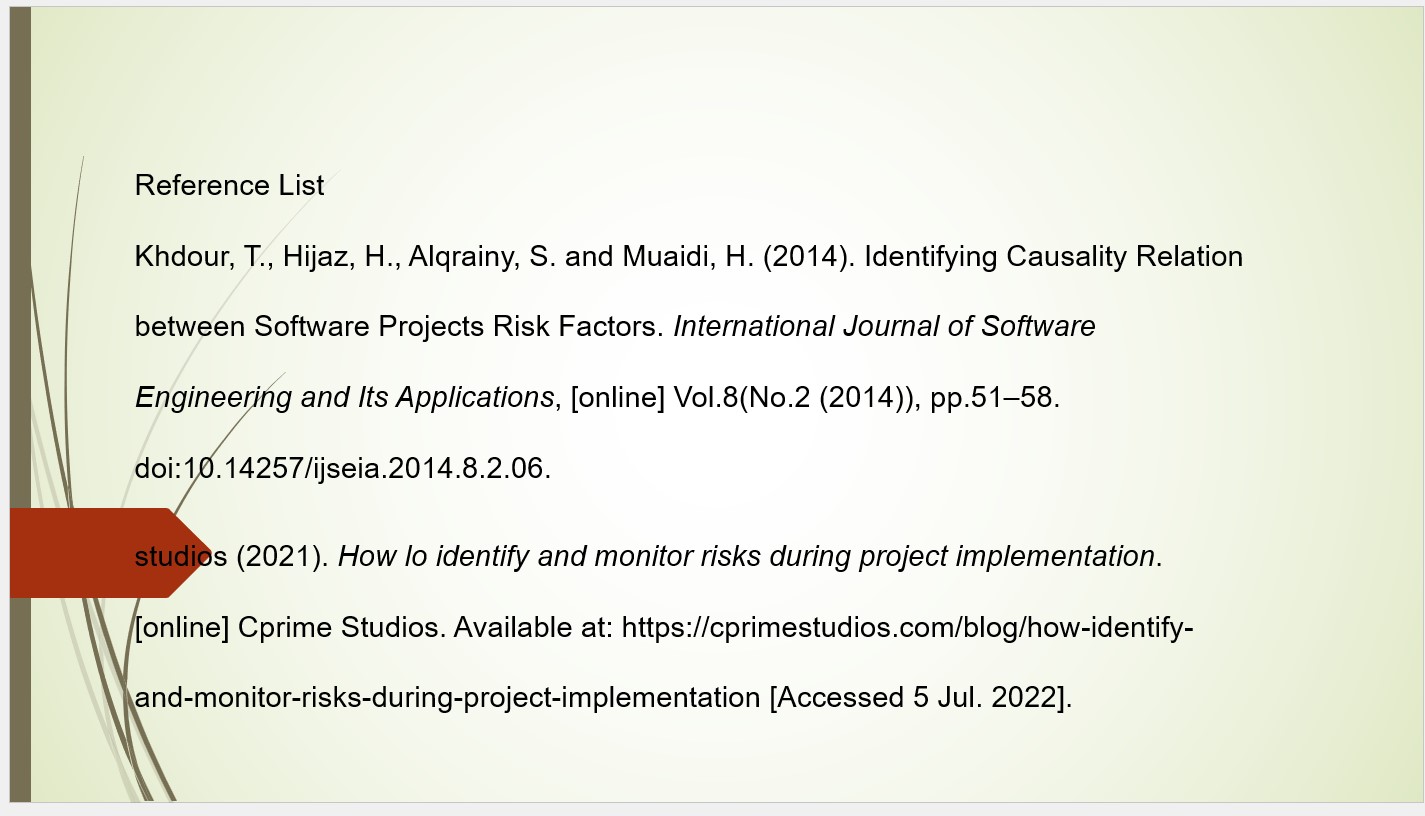 Reference List
Khdour, T., Hijaz, H., Alqrainy, S. and Muaidi, H. (2014). Identifying Causality Relation
between Software Projects Risk Factors. International Journal of Software
Engineering and Its Applications, [online] Vol.8(No.2 (2014)), pp.51–58.
doi:10.14257/ijseia.2014.8.2.06.
studios (2021). How lo identify and monitor risks during project implementation.
[online] Cprime Studios. Available at: https://cprimestudios.com/blog/how-identify-
and-monitor-risks-during-project-implementation [Accessed 5 Jul. 2022].